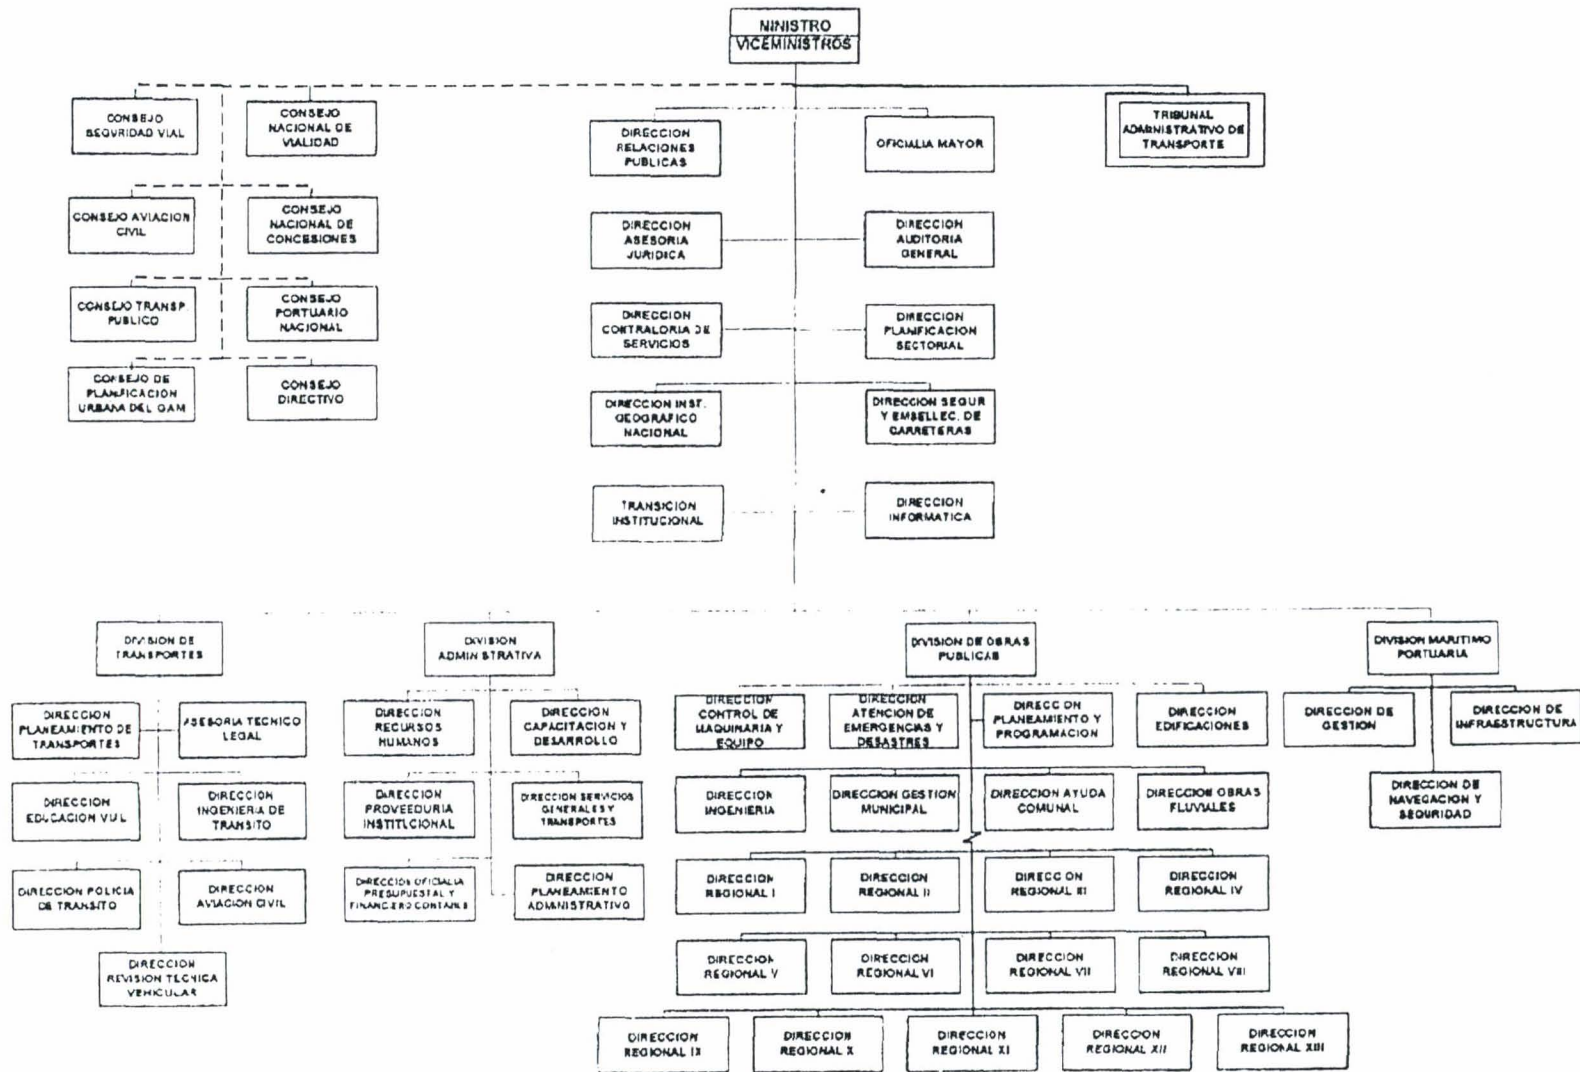 NINISTRO
VICEMINISTROS
CONSEJO
SEGURIDAD VIAL
CONSEJO
NACIONAL DE
VIALIDAD
DIRECCION
RELACIONES
PUBLICAS
OFICIALIA MAYOR
TRIBUNAL
ADMINISTRATIVO DE
TRANSPORTE
CONSEJO AVIACION
CIVIL
CONSEJO
NACIONAL DE
CONCESIONES
DIRECCION
ASESORIA
JURIDICA
DIRECCION
AUDITORIA
GENERAL
CONSEJO TRANSP.
PUBLICO
CONSEJO
PORTUARIO
NACIONAL
DIRECCION
CONTRALORIA DE
SERVICIOS
DIRECCION
PLANIFICACION
SECTORIAL
CONSEJO DE
PLANIFICACION
URBANA DEL GAM
CONSEJO
DIRECTIVO
DIRECCION INST.
GEOGRAFICO
NACIONAL
DIRECCION SEGUR
Y EMBELLEC. DE
CARRETERAS
TRANSICION
INSTITUCIONAL
DIRECCION
INFORMATICA
DIVISION DE
TRANSPORTES
DIVISION
ADMINISTRATIVA
DIVISION DE OBRAS
PUBLICAS
DIVISION MARITIMO
PORTUARIA
DIRECCION
PLANEAMIENTO DE
TRANSPORTES
ASESORIA TECNICO
LEGAL
DIRECCION
RECURSOS
HUMANOS
DIRECCION
CAPACITACION Y
DESARROLLO
DIRECCION
CONTROL DE
MAQUINARIA Y
EQUIPO
DIRECCION
ATENCION DE
EMERGENCIAS Y
DESASTRES
DIRECCION
PLANEAMIENTO Y
PROGRAMACION
DIRECCION
EDIFICACIONES
DIRECCION DE
GESTION
DIRECCION DE
INFRAESTRUCTURA
DIRECCION
EDUCACION VIAL
DIRECCION
INGENIERIA DE
TRANSITO
DIRECCION
PROVEEDURIA
INSTITUCIONAL
DIRECCION SERVICIOS
GENERALES Y
TRANSPORTES
DIRECCION
INGENIERIA
DIRECCION GESTION
MUNICIPAL
DIRECCION AYUDA
COMUNAL
DIRECCION OBRAS
FLUVIALES
DIRECCION DE
NAVEGACION Y
SEGURIDAD
DIRECCION POLICIA
DE TRANSITO
DIRECCION
AVIACION CIVIL
DIRECCION OFICIALIA
PRESUPUESTAL Y
FINANCIERO CONTABLE
DIRECCION
PLANEAMIENTO
ADMINISTRATIVO
DIRECCION
REGIONAL I
DIRECCION
REGIONAL II
DIRECCION
REGIONAL III
DIRECCION
REGIONAL IV
DIRECCION
REVISION TECNICA
VEHICULAR
DIRECCION
REGIONAL V
DIRECCION
REGIONAL VI
DIRECCION
REGIONAL VII
DIRECCION
REGIONAL VIII
DIRECCION
REGIONAL IX
DIRECCION
REGIONAL X
DIRECCION
REGIONAL XI
DIRECCION
REGIONAL XII
DIRECCION
REGIONAL XIII